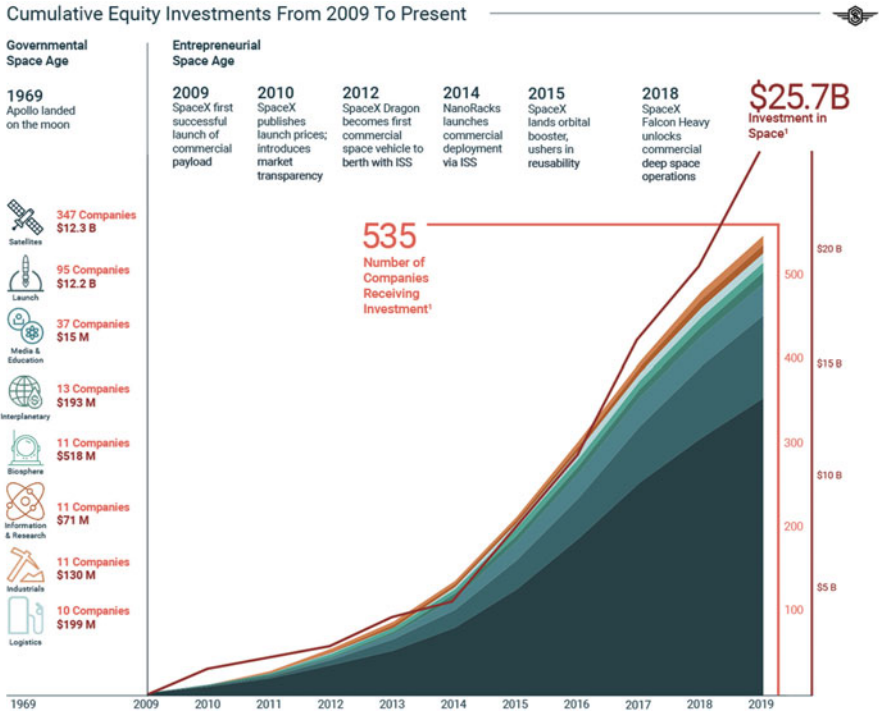 Cumulative Equity Investments From 2009 To Present
Governmental
Space Age
1969
Apollo landed
on the moon
Entrepreneurial
Space Age
2009
SpaceX first
successful
launch of
commercial
payload
2010
SpaceX
publishes
launch prices;
introduces
market
transparency
2012
SpaceX Dragon
becomes first
commercial
space vehicle to
berth with ISS
2014
NanoRacks
launches
commercial
deployment
via ISS
2015
SpaceX
lands orbital
booster,
ushers in
reusability
2018
SpaceX
Falcon Heavy
unlocks
commercial
deep space
operations
$25.7B
Investment in
Space¹
535
Number of
Companies
Receiving
Investment¹
347 Companies
$12.3 B
Satellites
95 Companies
$12.2 B
Launch
37 Companies
$15 M
Media &
Education
13 Companies
$193 M
Interplanetary
11 Companies
$518 M
Biosphere
11 Companies
$71 M
Information
& Research
11 Companies
$130 M
Industrials
10 Companies
$199 M
Logistics
500
400
300
200
100
$20 B
$15 B
$10 B
$5 B
1969
2009
2010
2011
2012
2013
2014
2015
2016
2017
2018
2019